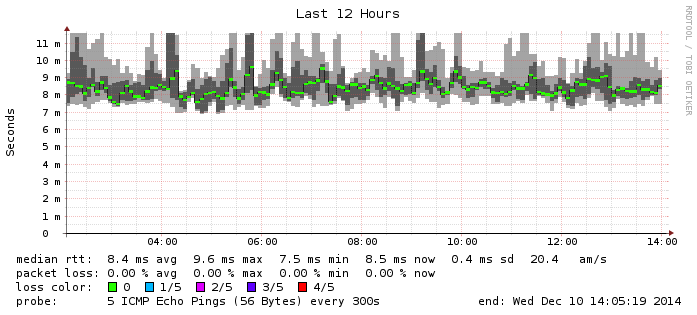 Last 12 Hours
RRDTOOL / TOBI OETIKER
Seconds
11 m
10 m
9 m
8 m
7 m
6 m
5 m
4 m
3 m
2 m
1 m
0
04:00 06:00 08:00 10:00 12:00 14:00
median rtt: 8.4 ms avg 9.6 ms max 7.5 ms min 8.5 ms now 0.4 ms sd 20.4 am/s
packet loss: 0.00 % avg 0.00 % max 0.00 % min 0.00 % now
loss color: 0 1/5 2/5 3/5 4/5
probe: 5 ICMP Echo Pings (56 Bytes) every 300s end: Wed Dec 10 14:05:19 2014